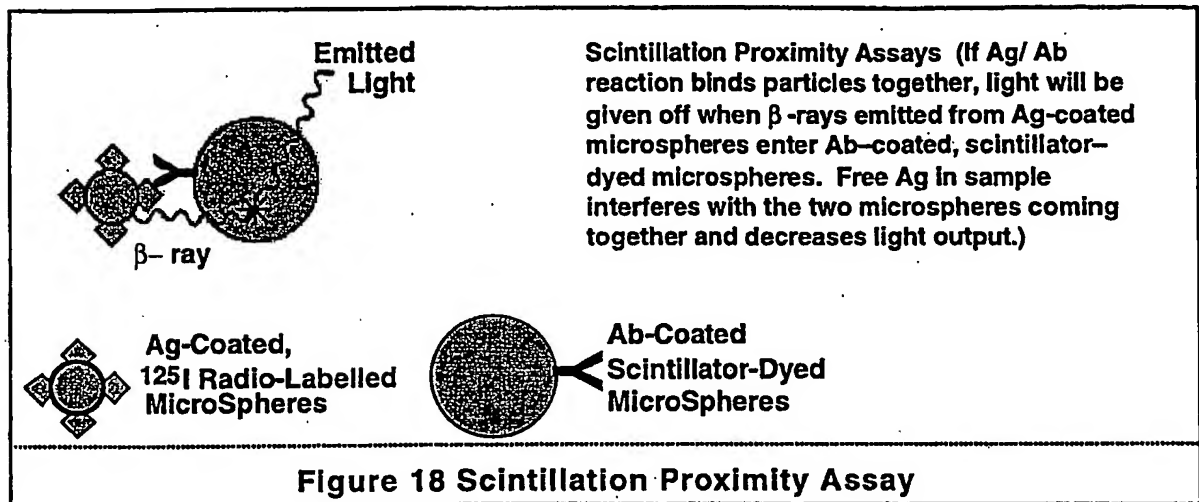 Emitted
Light
β– ray
Scintillation Proximity Assays (If Ag/ Ab
reaction binds particles together, light will be
given off when β -rays emitted from Ag-coated
microspheres enter Ab–coated, scintillator–
dyed microspheres. Free Ag in sample
interferes with the two microspheres coming
together and decreases light output.)
Ag-Coated,
¹²⁵I Radio-Labelled
MicroSpheres
Ab-Coated
Scintillator-Dyed
MicroSpheres
Figure 18 Scintillation Proximity Assay